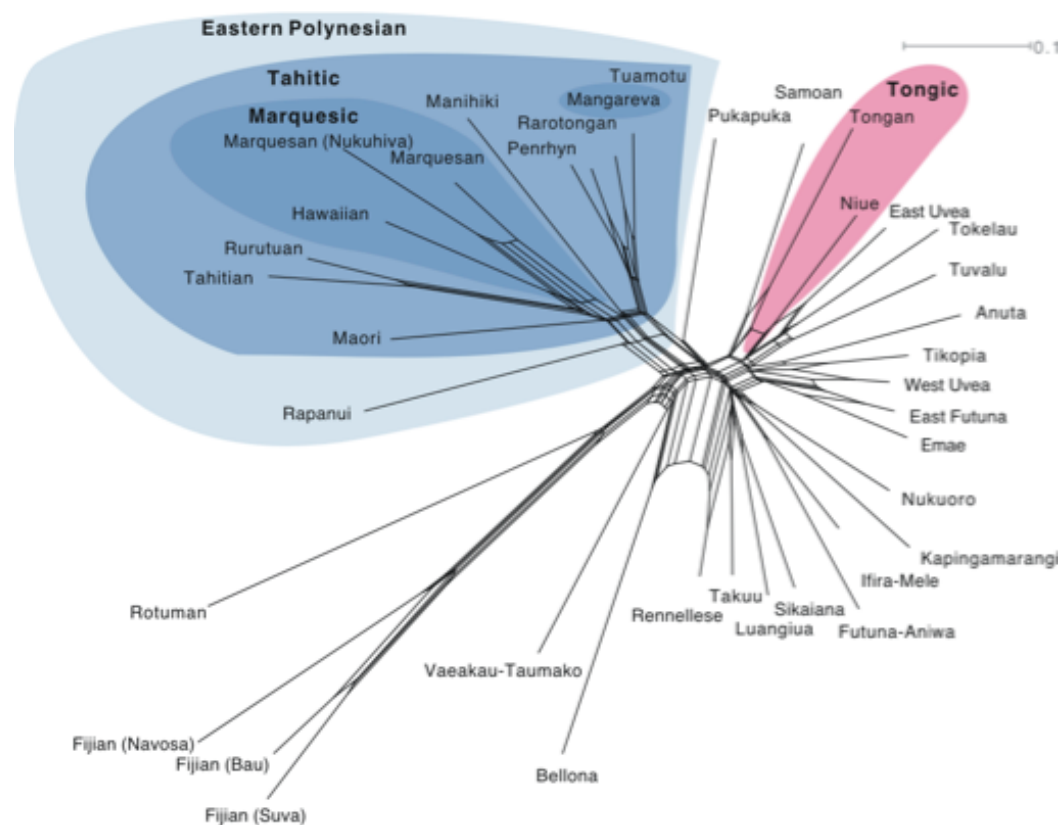 Eastern Polynesian
0.1
Tahitic
Tuamotu
Tongic
Manihiki
Mangareva
Samoan
Marquesic
Pukapuka
Tongan
Rarotongan
Marquesan (Nukuhiva)
Penrhyn
Marquesan
Niue
East Uvea
Hawaiian
Tokelau
Rurutuan
Tahitian
Tuvalu
Anuta
Maori
Tikopia
West Uvea
Rapanui
East Futuna
Emae
Nukuoro
Kapingamarangi
Ifira-Mele
Takuu
Sikaiana
Rotuman
Rennellese
Luangiua
Futuna-Aniwa
Vaeakau-Taumako
Fijian (Navosa)
Fijian (Bau)
Bellona
Fijian (Suva)